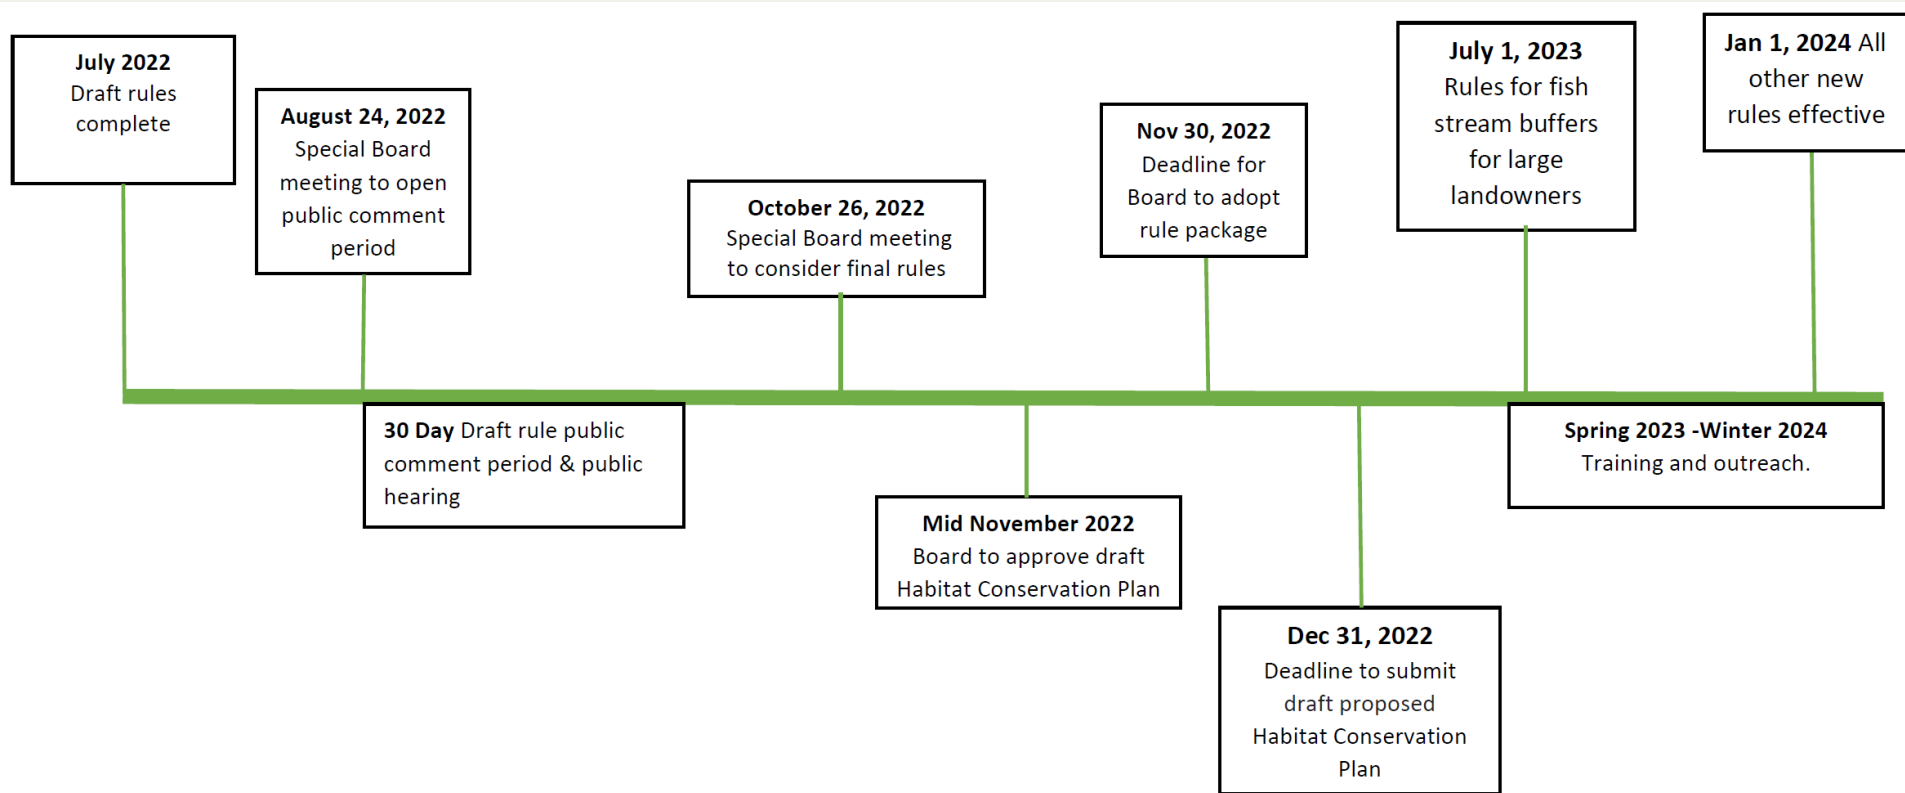 July 2022
Draft rules
complete
August 24, 2022
Special Board
meeting to open
public comment
period
30 Day Draft rule public
comment period & public
hearing
October 26, 2022
Special Board meeting
to consider final rules
Mid November 2022
Board to approve draft
Habitat Conservation Plan
Nov 30, 2022
Deadline for
Board to adopt
rule package
Dec 31, 2022
Deadline to submit
draft proposed
Habitat Conservation
Plan
July 1, 2023
Rules for fish
stream buffers
for large
landowners
Spring 2023 -Winter 2024
Training and outreach.
Jan 1, 2024 All
other new
rules effective